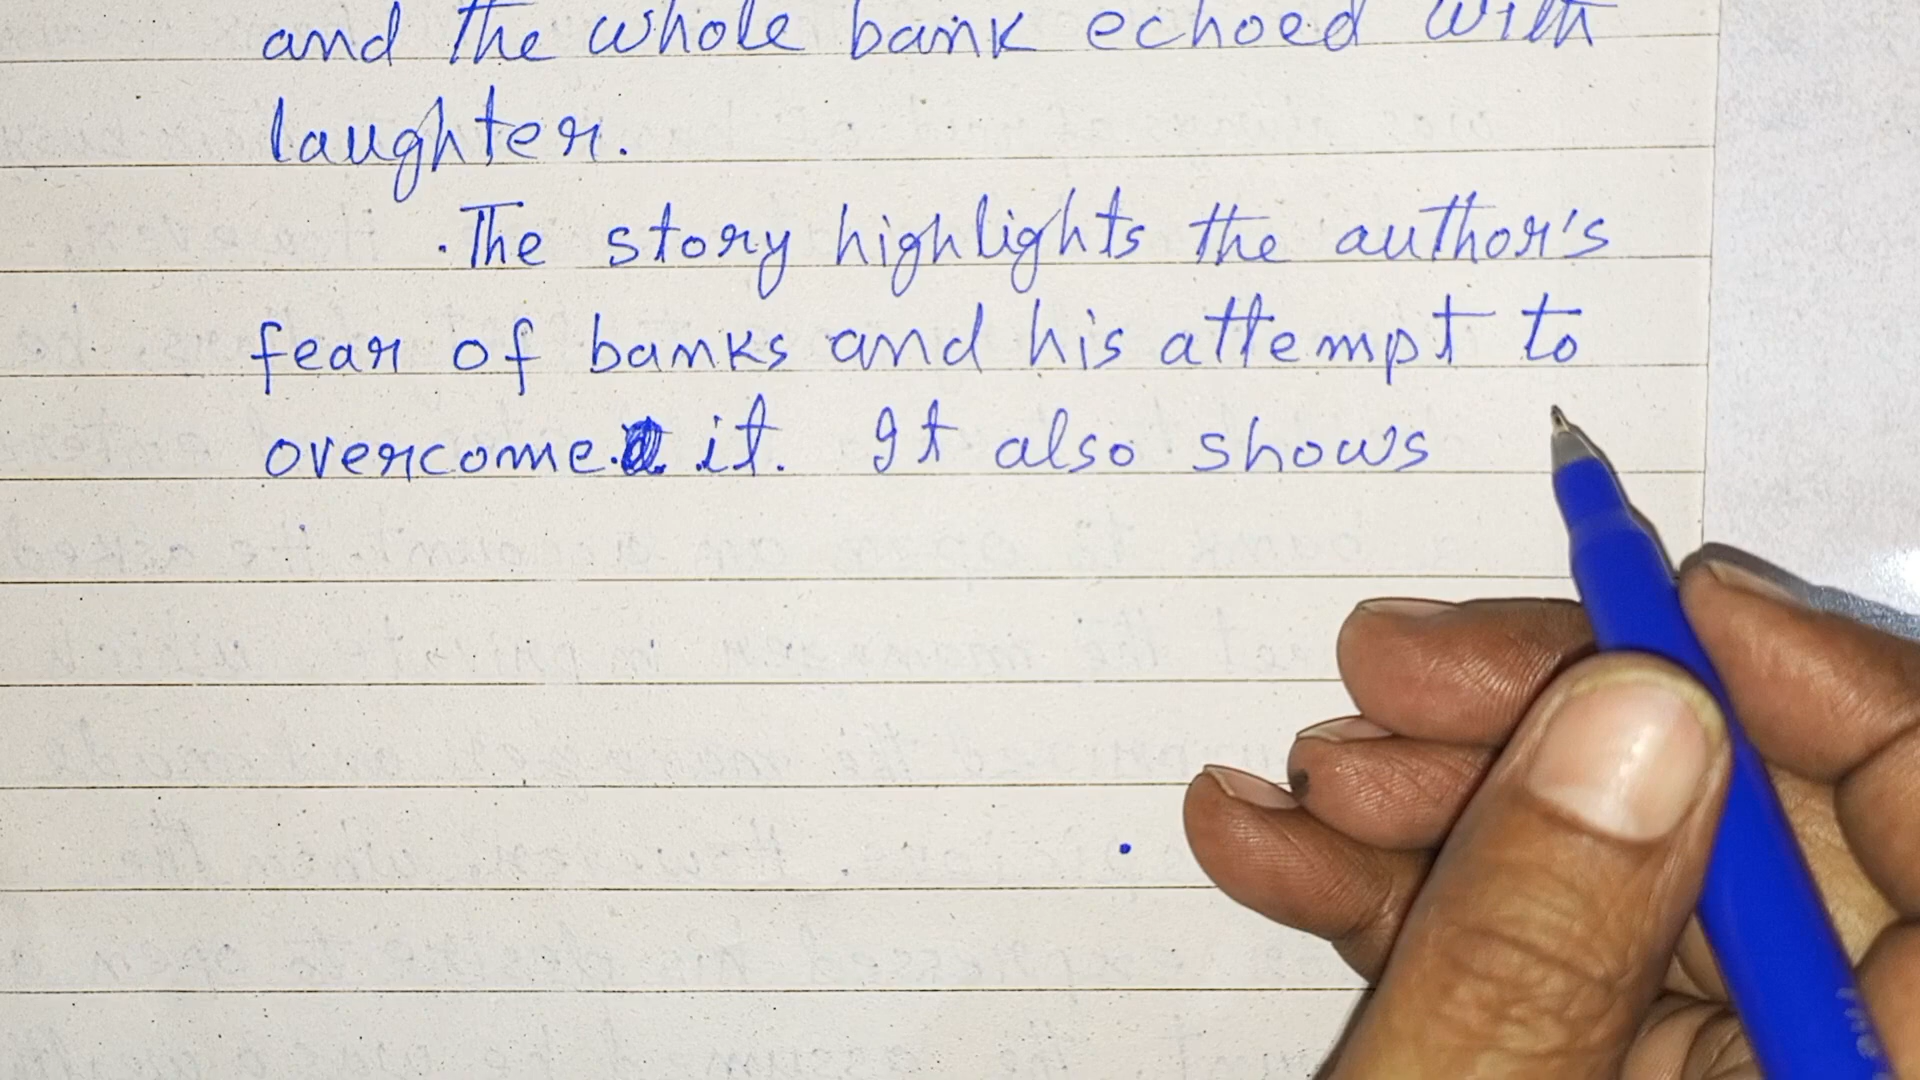 and the whole bank echoed with
laughter.
The story highlights the author's
fear of banks and his attempt to
overcome it. It also shows